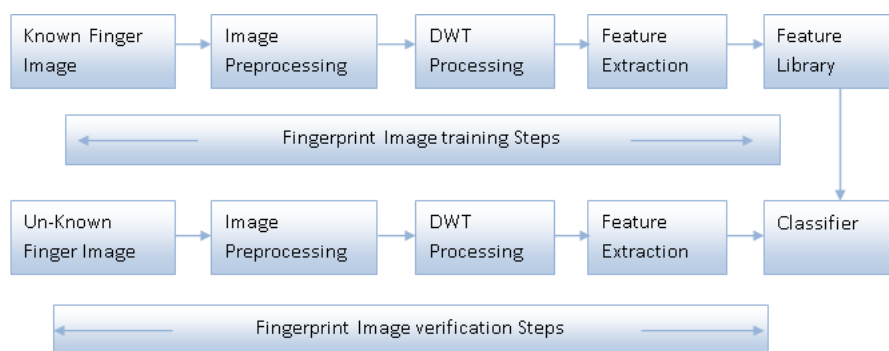 Known Finger
Image
Image
Preprocessing
DWT
Processing
Feature
Extraction
Feature
Library
Fingerprint Image training Steps
Un-Known
Finger Image
Image
Preprocessing
DWT
Processing
Feature
Extraction
Classifier
Fingerprint Image verification Steps